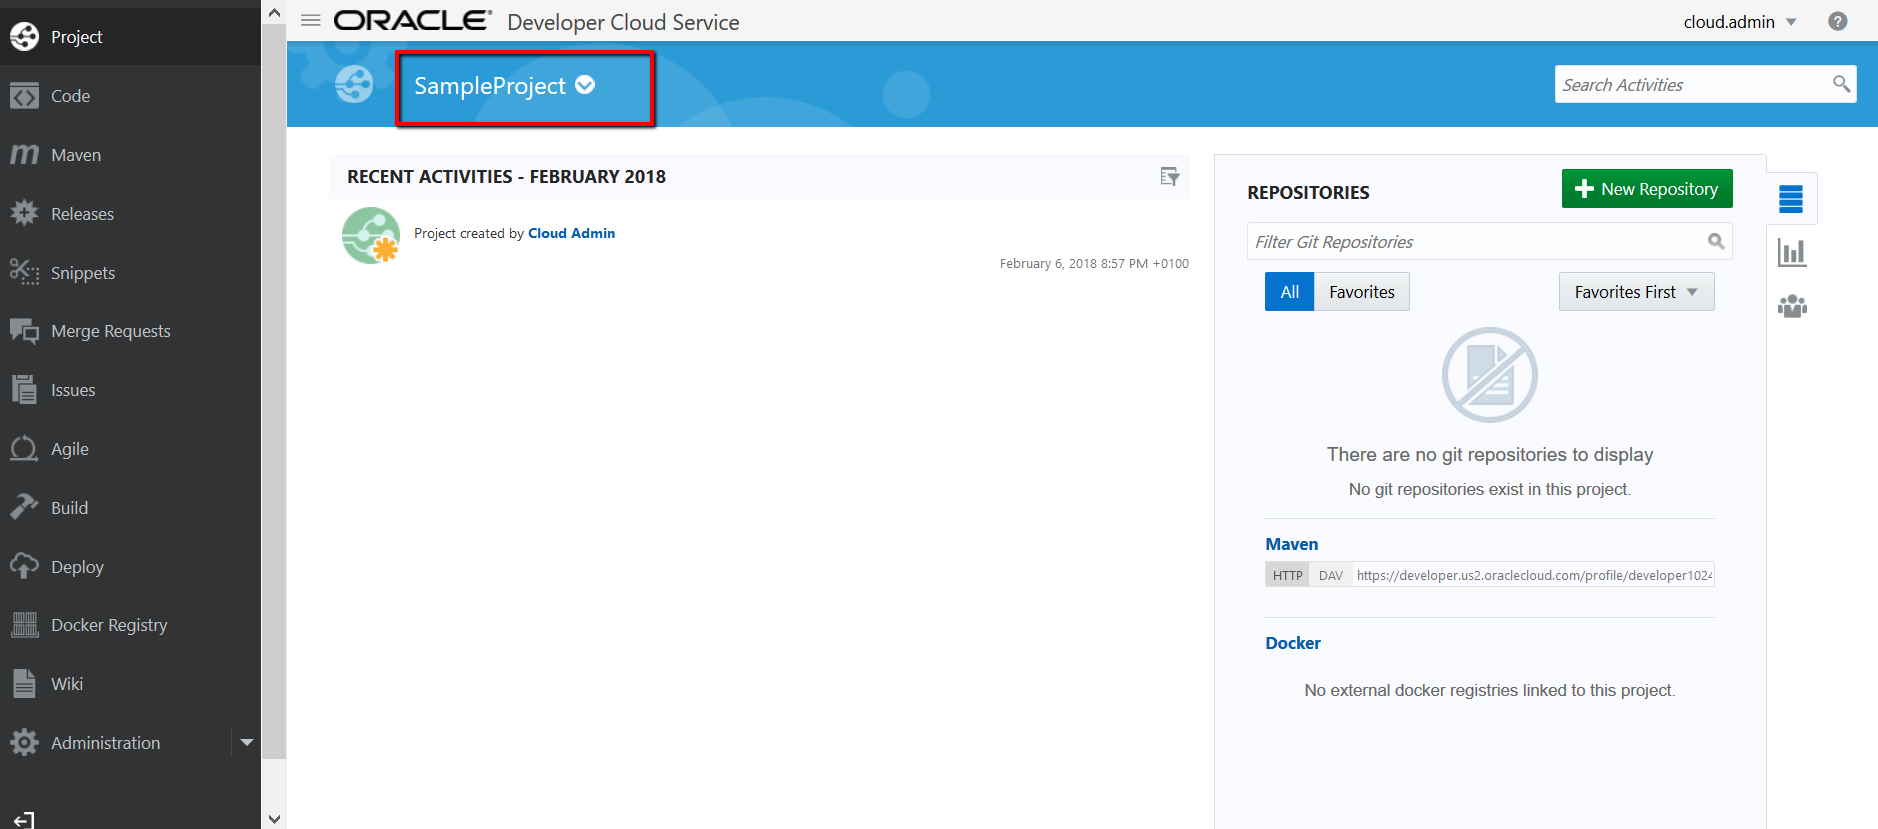 Project
Code
Maven
Releases
Snippets
Merge Requests
Issues
Agile
Build
Deploy
Docker Registry
Wiki
Administration
ORACLE® Developer Cloud Service
cloud.admin
?
SampleProject
Search Activities
RECENT ACTIVITIES - FEBRUARY 2018
Project created by Cloud Admin
February 6, 2018 8:57 PM +0100
REPOSITORIES
New Repository
Filter Git Repositories
All Favorites
Favorites First
There are no git repositories to display
No git repositories exist in this project.
Maven
HTTP DAV https://developer.us2.oraclecloud.com/profile/developer1024
Docker
No external docker registries linked to this project.